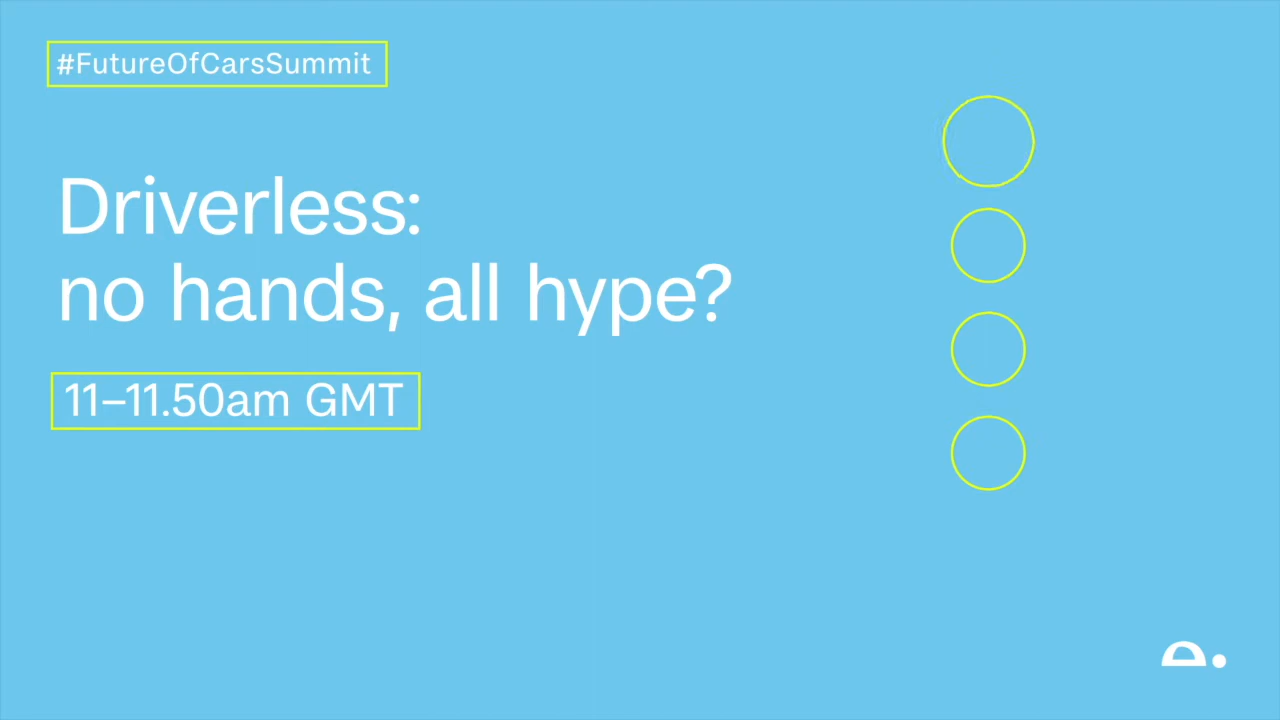 #FutureOfCarsSummit
Driverless:
no hands, all hype?
11–11.50am GMT
e.